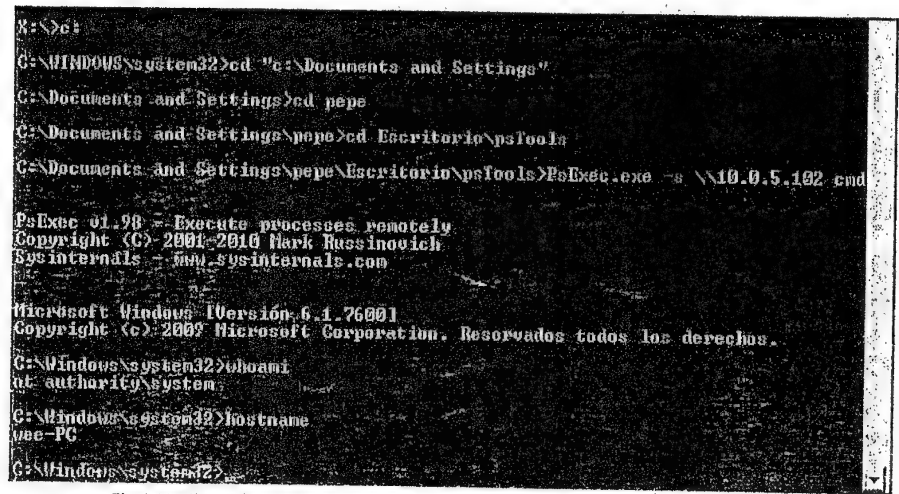 X:\>c:
C:\WINDOWS\system32>cd "c:\Documents and Settings"
C:\Documents and Settings>cd pepe
C:\Documents and Settings\pepe>cd Escritorio\psTools
C:\Documents and Settings\pepe\Escritorio\psTools>PsExec.exe -s \\10.0.5.102 cmd
PsExec v1.98 - Execute processes remotely
Copyright (C) 2001-2010 Mark Russinovich
Sysinternals - www.sysinternals.com
Microsoft Windows [Versión 6.1.7600]
Copyright (c) 2009 Microsoft Corporation. Reservados todos los derechos.
C:\Windows\system32>whoami
nt authority\system
C:\Windows\system32>hostname
C:\Windows\system32>